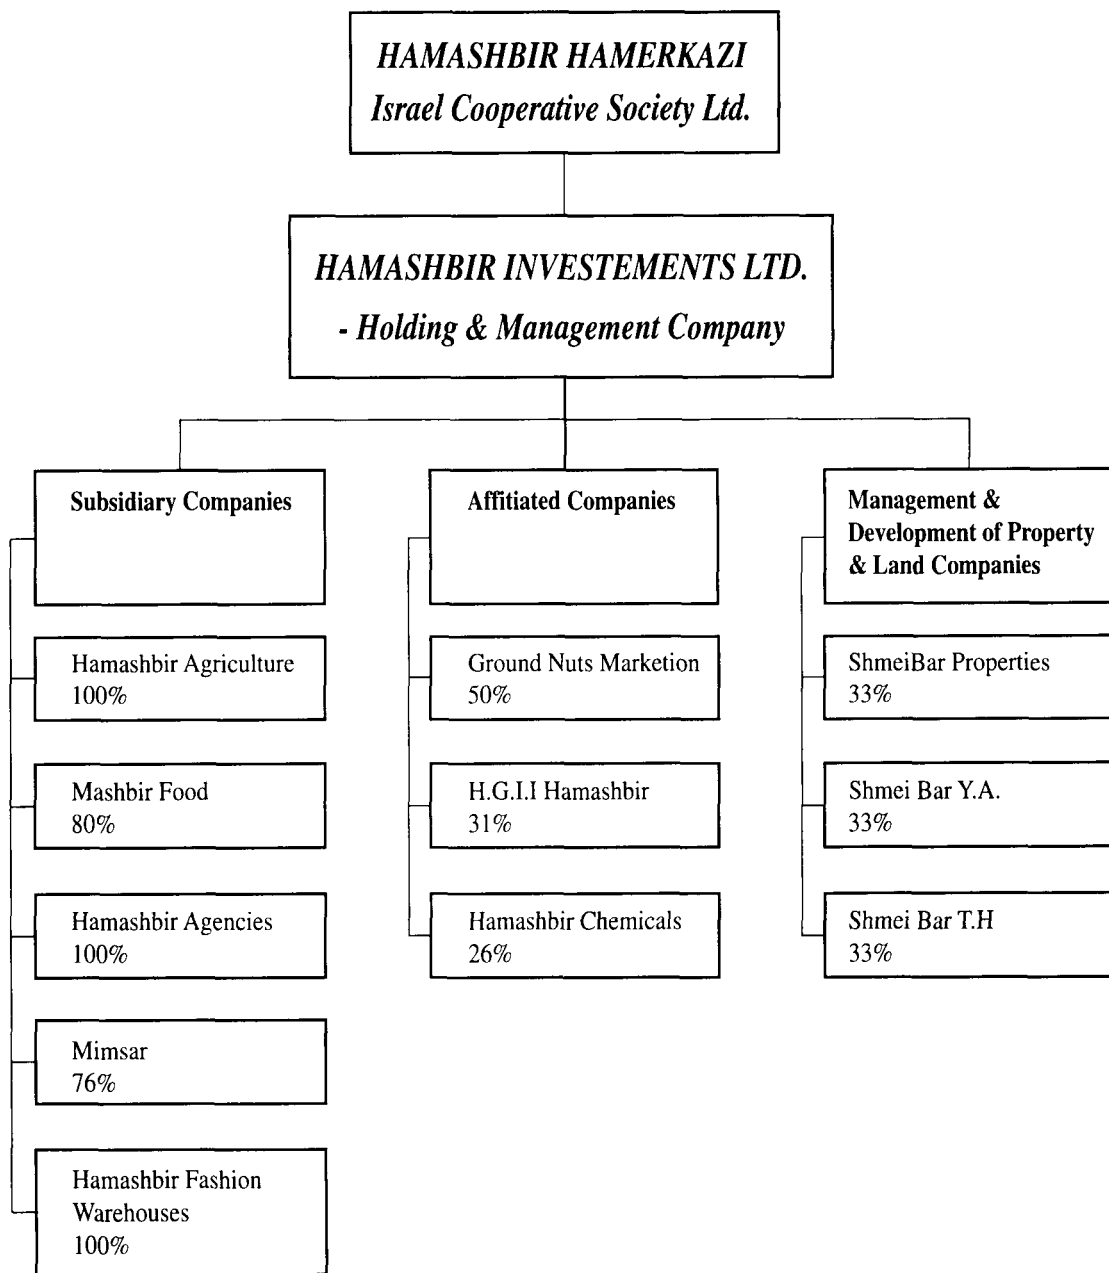 HAMASHBIR HAMERKAZI
Israel Cooperative Society Ltd.
HAMASHBIR INVESTEMENTS LTD.
- Holding & Management Company
Subsidiary Companies
Hamashbir Agriculture
100%
Mashbir Food
80%
Hamashbir Agencies
100%
Mimsar
76%
Hamashbir Fashion
Warehouses
100%
Affitiated Companies
Ground Nuts Marketion
50%
H.G.I.I Hamashbir
31%
Hamashbir Chemicals
26%
Management &
Development of Property
& Land Companies
ShmeiBar Properties
33%
Shmei Bar Y.A.
33%
Shmei Bar T.H
33%